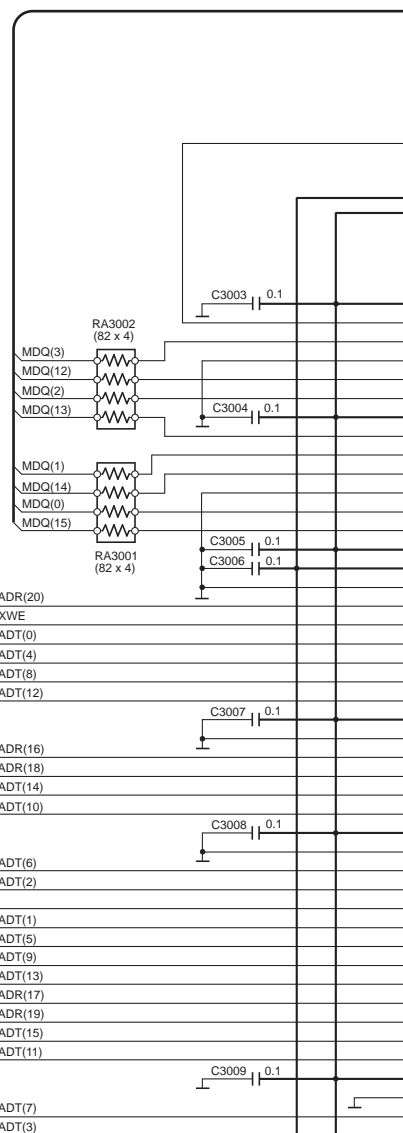 C3003 0.1
RA3002
(82 x 4)
MDQ(3)
MDQ(12)
MDQ(2)
MDQ(13)
C3004 0.1
MDQ(1)
MDQ(14)
MDQ(0)
MDQ(15)
C3005 0.1
C3006 0.1
RA3001
(82 x 4)
ADR(20)
XWE
ADT(0)
ADT(4)
ADT(8)
ADT(12)
C3007 0.1
ADR(16)
ADR(18)
ADT(14)
ADT(10)
C3008 0.1
ADT(6)
ADT(2)
ADT(1)
ADT(5)
ADT(9)
ADT(13)
ADR(17)
ADR(19)
ADT(15)
ADT(11)
C3009 0.1
ADT(7)
ADT(3)